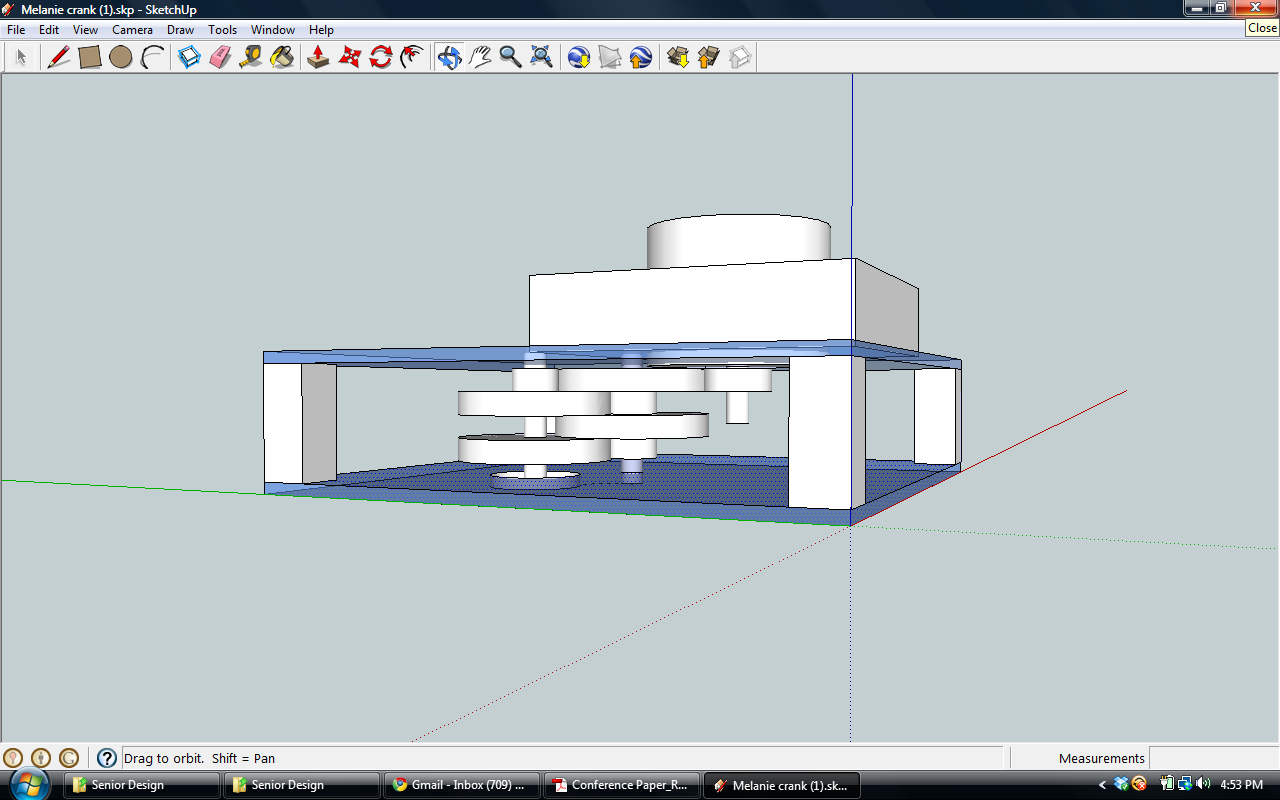 Melanie crank (1).skp - SketchUp
File Edit View Camera Draw Tools Window Help
Close
Drag to orbit. Shift = Pan
Measurements
Senior Design
Senior Design
Gmail - Inbox (709) ...
Conference Paper_R...
Melanie crank (1).sk...
4:53 PM